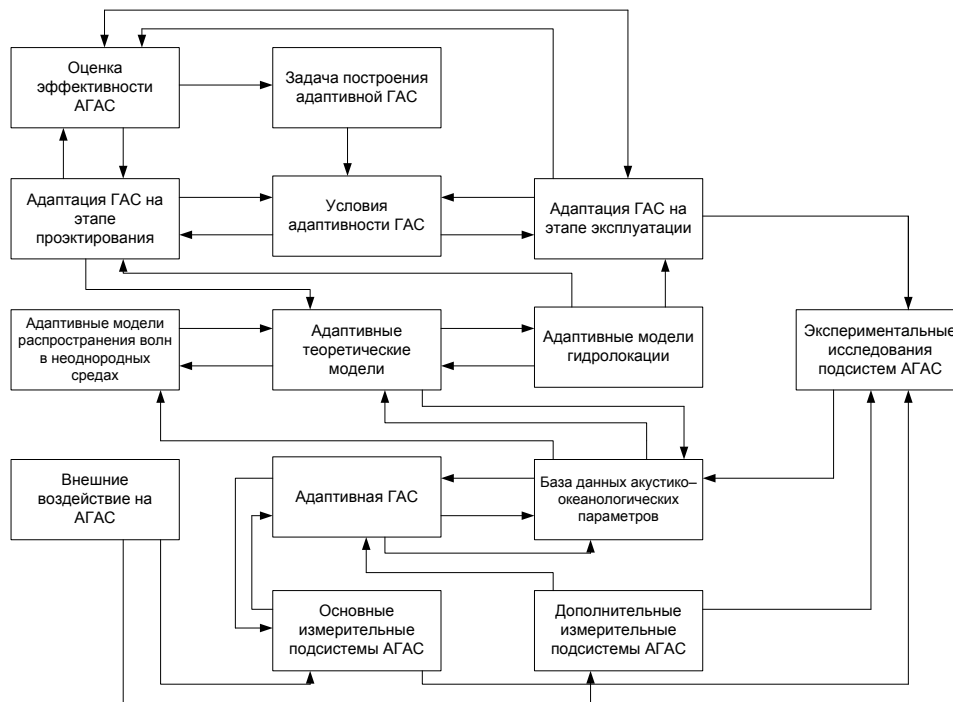 Оценка
эффективности
АГАС
Задача построения
адаптивной ГАС
Адаптация ГАС на
этапе
проэктирования
Условия
адаптивности ГАС
Адаптация ГАС на
этапе эксплуатации
Адаптивные модели
распространения волн
в неоднородных
средах
Адаптивные
теоретические
модели
Адаптивные модели
гидролокации
Экспериментальные
исследования
подсистем АГАС
Внешние
воздействие на
АГАС
Адаптивная ГАС
База данных акустико–
океанологических
параметров
Основные
измерительные
подсистемы АГАС
Дополнительные
измерительные
подсистемы АГАС